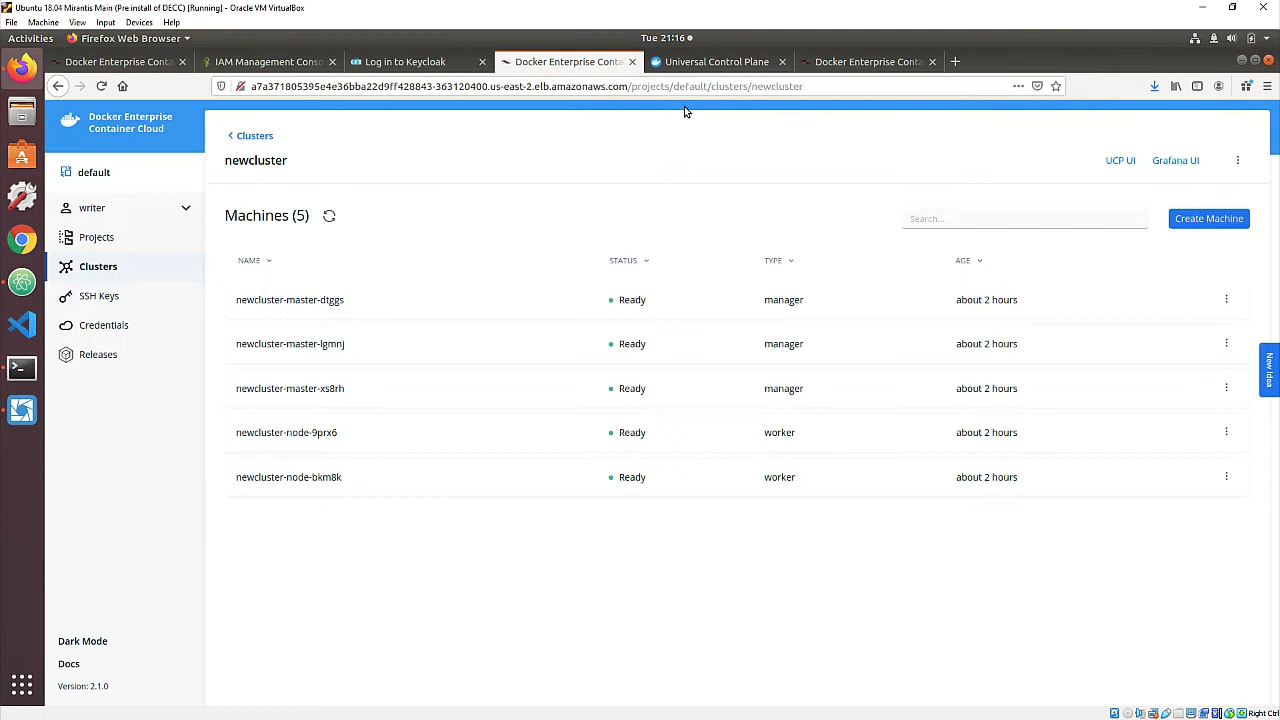 Ubuntu 18.04 Mirantis Main (Pre install of DECC) [Running] - Oracle VM VirtualBox
File Machine View Input Devices Help
Activities Firefox Web Browser Tue 21:16
Docker Enterprise Conta IAM Management Conso Log in to Keycloak Docker Enterprise Conta Universal Control Plane Docker Enterprise Conta
a7a371805395e4e36bba22d9ff428843-363120400.us-east-2.elb.amazonaws.com/projects/default/clusters/newcluster
Docker Enterprise
Container Cloud
default
writer
Projects
Clusters
SSH Keys
Credentials
Releases
Dark Mode
Docs
Version: 2.1.0
Clusters
newcluster
UCP UI Grafana UI
Machines (5)
Search...
Create Machine
NAME STATUS TYPE AGE
newcluster-master-dtggs Ready manager about 2 hours
newcluster-master-lgmnj Ready manager about 2 hours
newcluster-master-xs8rh Ready manager about 2 hours
newcluster-node-9prx6 Ready worker about 2 hours
newcluster-node-bkm8k Ready worker about 2 hours
New Idea
Right Ctrl